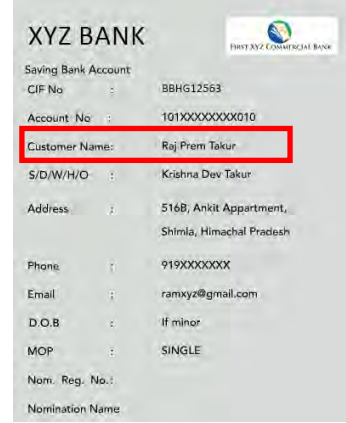 XYZ BANK
FIRST XYZ COMMERCIAL BANK
Saving Bank Account
CIF No : BBHG12563
Account No : 101XXXXXXXX010
Customer Name: Raj Prem Takur
S/D/W/H/O : Krishna Dev Takur
Address : 516B, Ankit Appartment,
Shimla, Himachal Pradesh
Phone : 919XXXXXXX
Email : ramxyz@gmail.com
D.O.B : If minor
MOP : SINGLE
Nom. Reg. No.:
Nomination Name